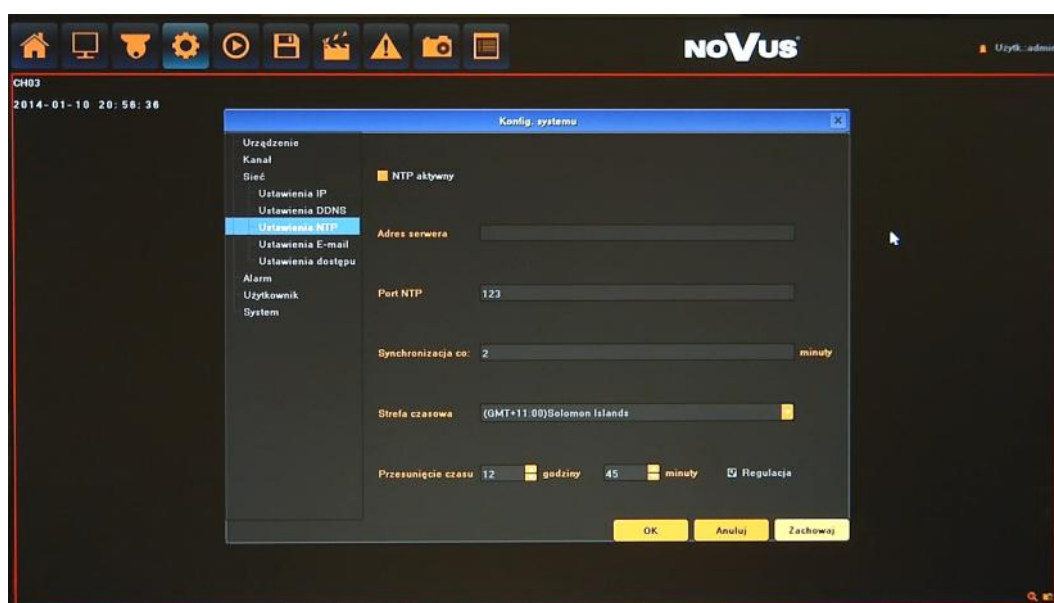 NOVUS
Użytk.:admin
CH03
2014-01-10 20:56:36
Konfig. systemu
Urządzenie
Kanał
Sieć
Ustawienia IP
Ustawienia DDNS
Ustawienia NTP
Ustawienia E-mail
Ustawienia dostępu
Alarm
Użytkownik
System
NTP aktywny
Adres serwera
Port NTP 123
Synchronizacja co: 2 minuty
Strefa czasowa (GMT+11:00)Solomon Islands
Przesunięcie czasu 12 godziny 45 minuty Regulacja
OK Anuluj Zachowaj